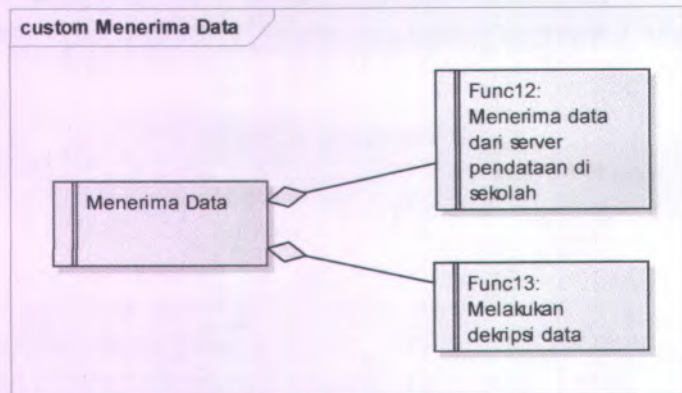 custom Menerima Data
Func12:
Menerima data
dari server
pendataan di
sekolah
Menerima Data
Func13:
Melakukan
dekripsi data